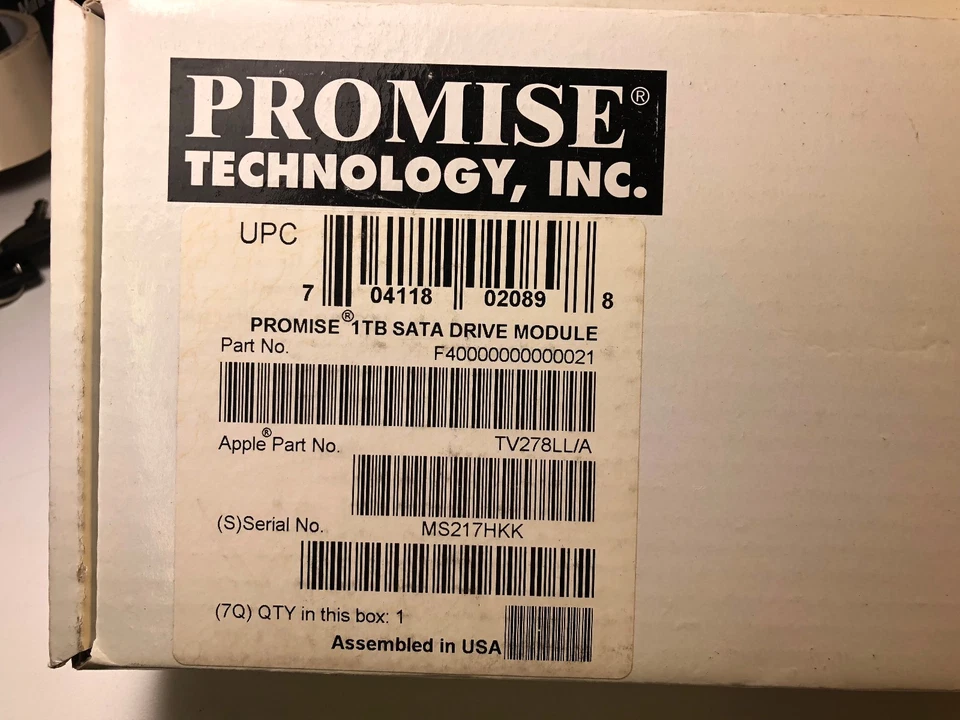 PROMISE®
TECHNOLOGY, INC.
UPC
7 04118 02089 8
PROMISE® 1TB SATA DRIVE MODULE
Part No. F40000000000021
Apple® Part No. TV278LL/A
(S)Serial No. MS217HKK
(7Q) QTY in this box: 1
Assembled in USA